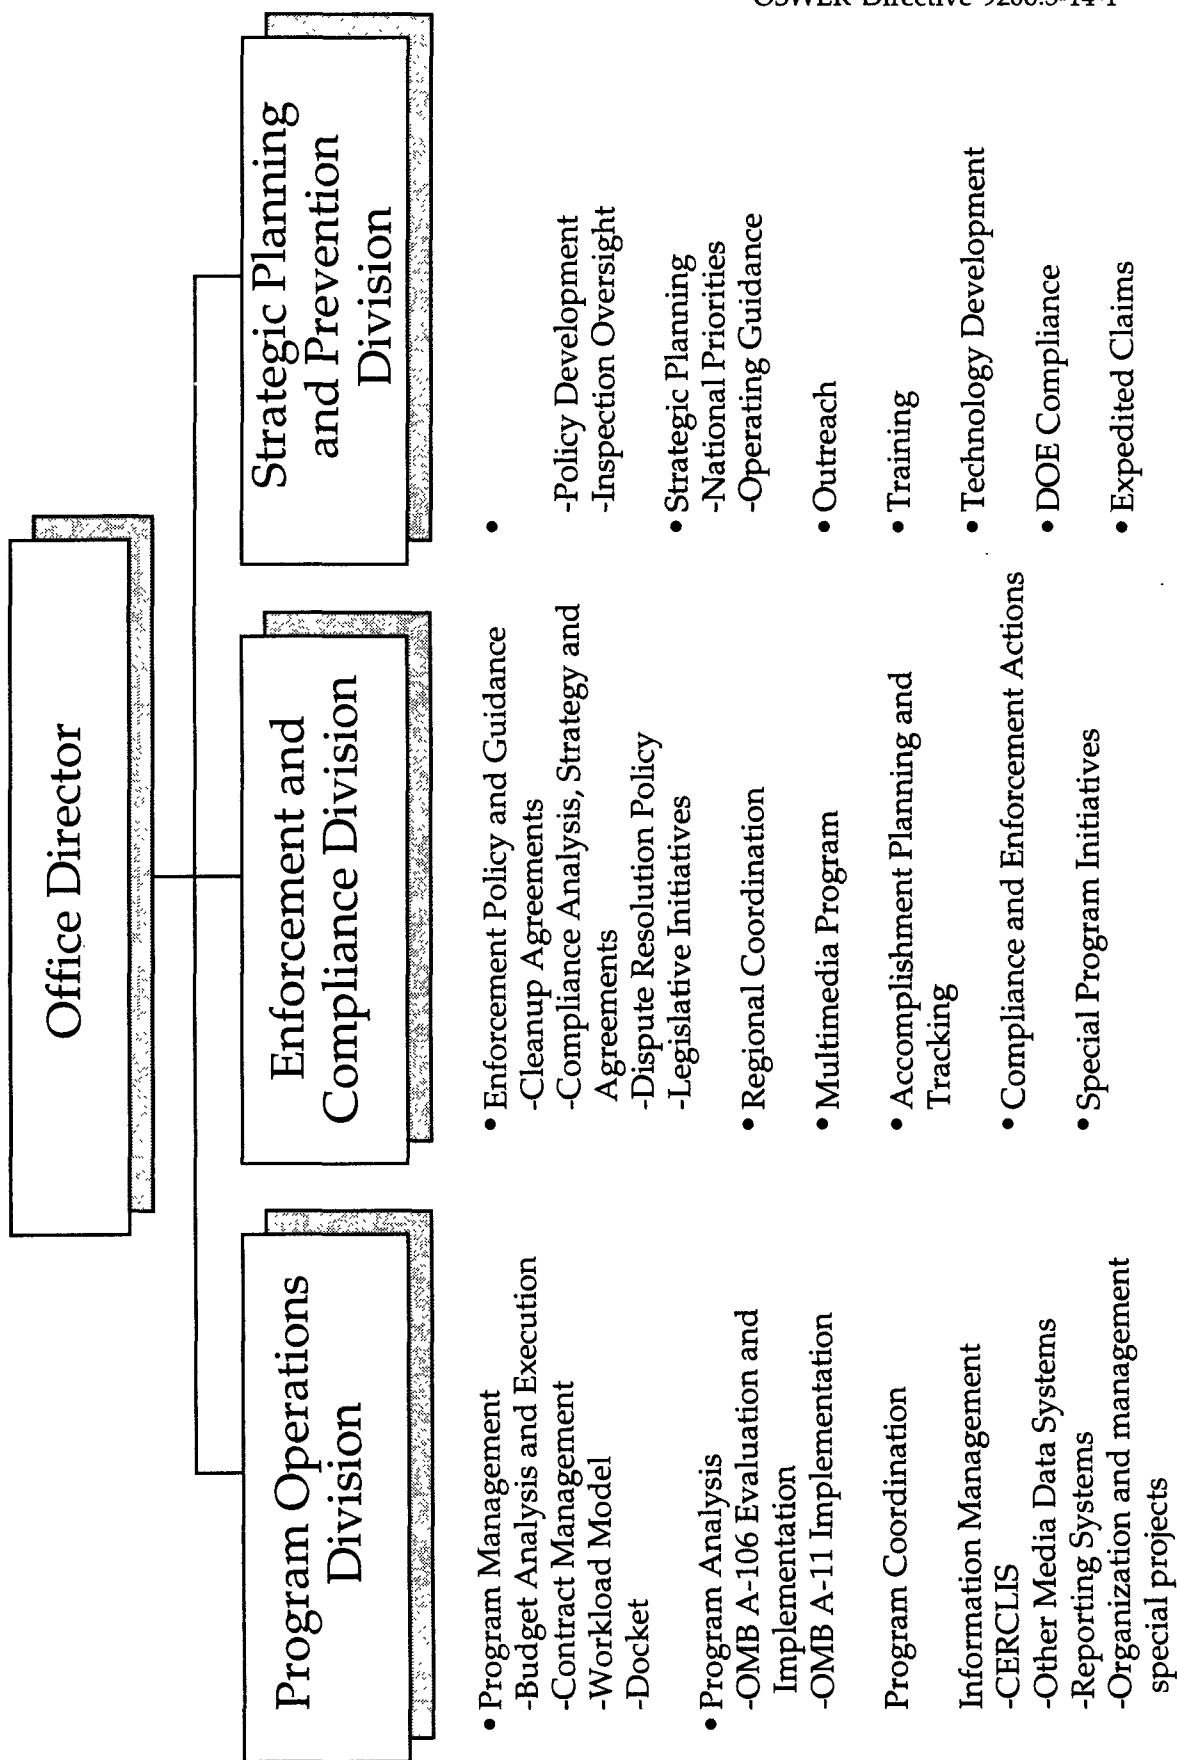 OSWER Directive 9200.3-14-1
Office Director
Program Operations
Division
• Program Management
-Budget Analysis and Execution
-Contract Management
-Workload Model
-Docket
• Program Analysis
-OMB A-106 Evaluation and
Implementation
-OMB A-11 Implementation
Program Coordination
Information Management
-CERCLIS
-Other Media Data Systems
-Reporting Systems
-Organization and management
special projects
Enforcement and
Compliance Division
• Enforcement Policy and Guidance
-Cleanup Agreements
-Compliance Analysis, Strategy and
Agreements
-Dispute Resolution Policy
-Legislative Initiatives
• Regional Coordination
• Multimedia Program
• Accomplishment Planning and
Tracking
• Compliance and Enforcement Actions
• Special Program Initiatives
Strategic Planning
and Prevention
Division
•
-Policy Development
-Inspection Oversight
• Strategic Planning
-National Priorities
-Operating Guidance
• Outreach
• Training
• Technology Development
• DOE Compliance
• Expedited Claims